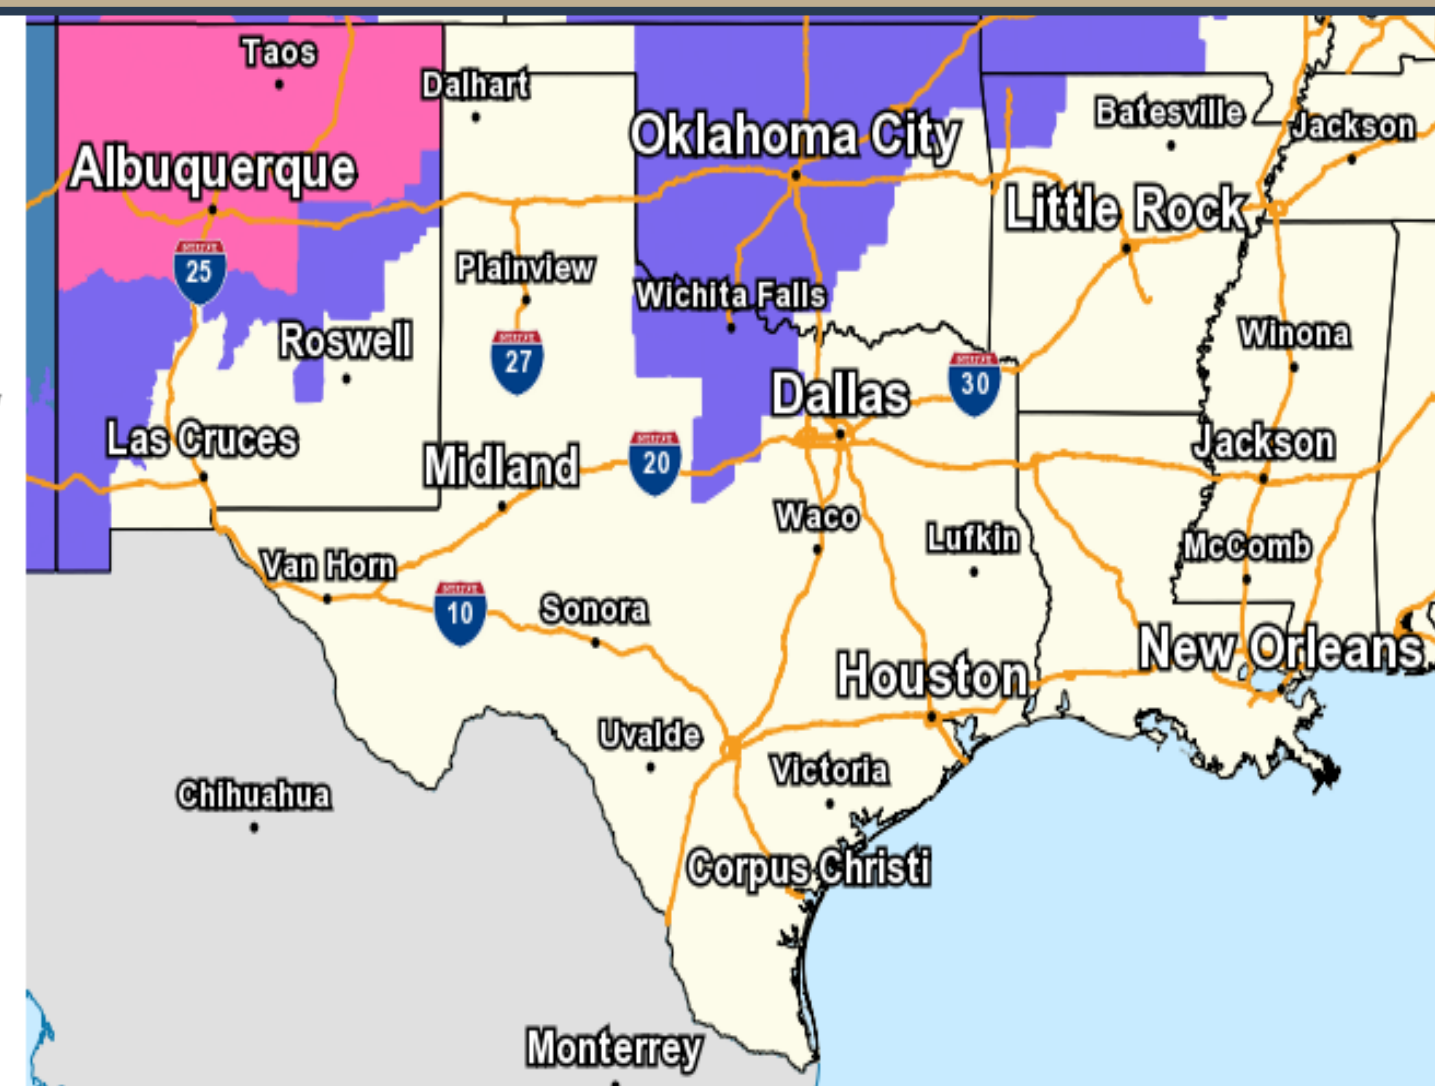 Taos
Dalhart
Batesville
Jackson
Oklahoma City
Albuquerque
Little Rock
25
Plainview
Wichita Falls
Roswell
Winona
27
30
Dallas
Las Cruces
Midland
20
Jackson
Waco
Lufkin
McComb
Van Horn
10
Sonora
New Orleans
Houston
Uvalde
Victoria
Chihuahua
Corpus Christi
Monterrey